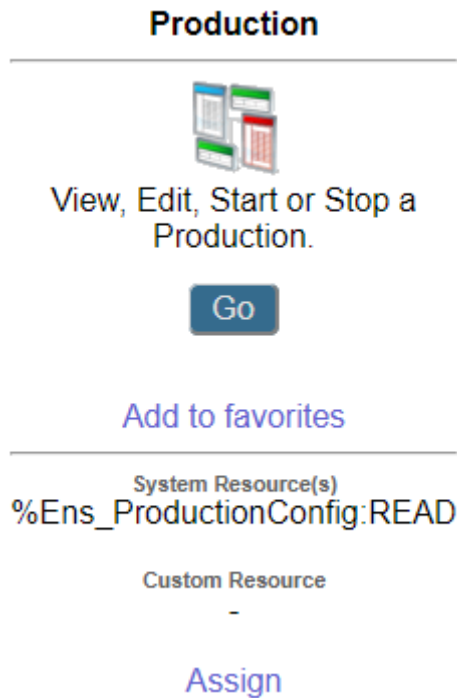 Production
View, Edit, Start or Stop a
Production.
Go
Add to favorites
System Resource(s)
%Ens_ProductionConfig:READ
Custom Resource
-
Assign